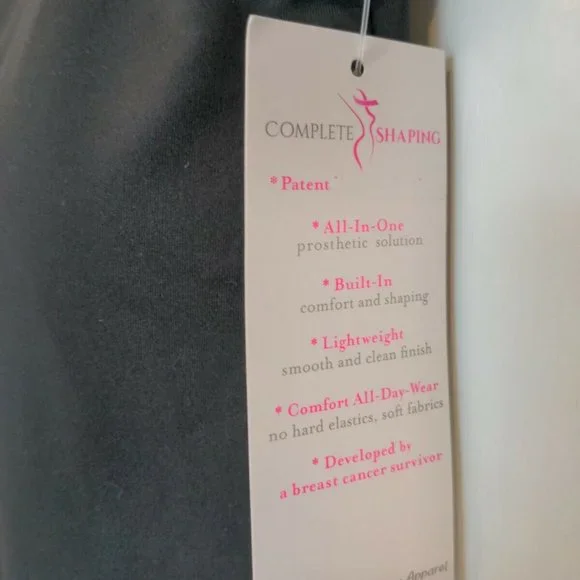 COMPLETE SHAPING
* Patent
* All-In-One
prosthetic solution
* Built-In
comfort and shaping
* Lightweight
smooth and clean finish
* Comfort All-Day-Wear
no hard elastics, soft fabrics
* Developed by
a breast cancer survivor
Apparel